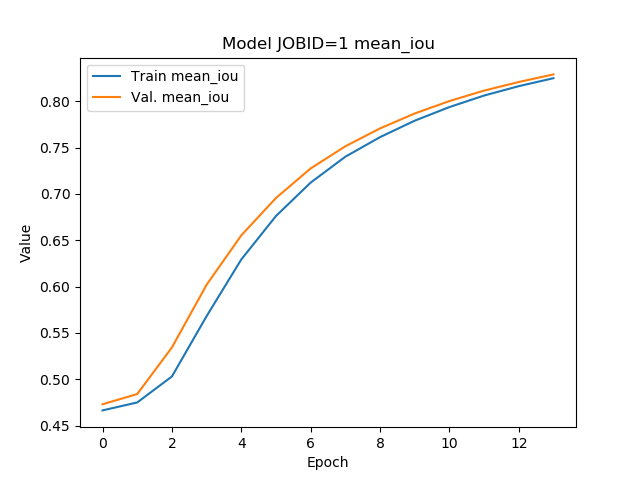 Model JOBID=1 mean_iou
Train mean_iou
Val. mean_iou
Value
0.80
0.75
0.70
0.65
0.60
0.55
0.50
0.45
0 2 4 6 8 10 12
Epoch